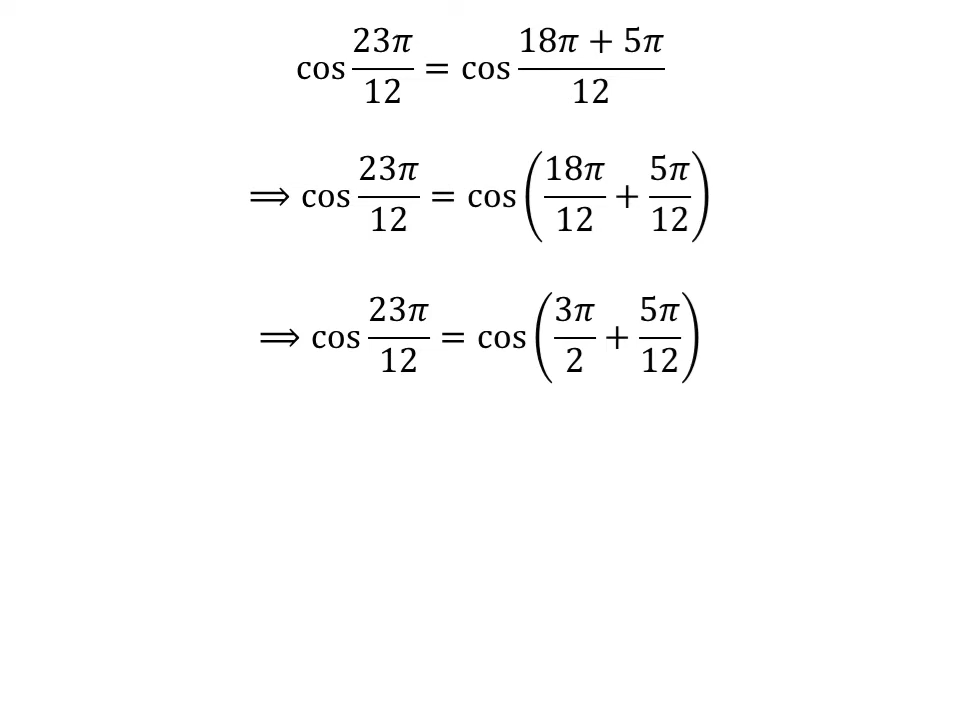 cos 23π/12 = cos (18π + 5π)/12
⟹ cos 23π/12 = cos (18π/12 + 5π/12)
⟹ cos 23π/12 = cos (3π/2 + 5π/12)